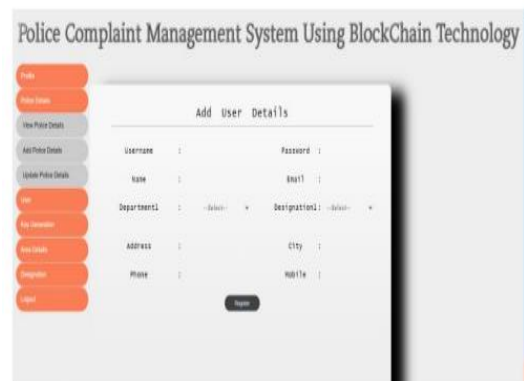 Police Complaint Management System Using BlockChain Technology
Profile
Police Details
View Police Details
Add Police Details
Update Police Details
User
Key Generation
Area Details
Designation
Logout
Add User Details
Username : Password :
Name : Email :
Department1 : --Select-- Designation1: --Select--
Address : City :
Phone : Mobile :
Register